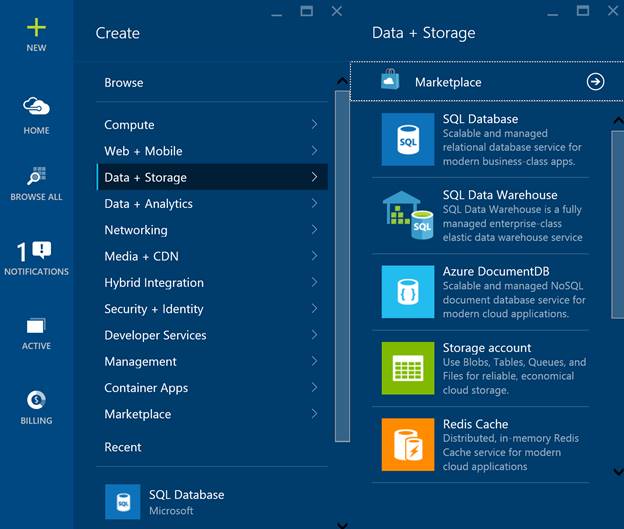 NEW
HOME
BROWSE ALL
1
NOTIFICATIONS
ACTIVE
BILLING
Create
Browse
Compute
Web + Mobile
Data + Storage
Data + Analytics
Networking
Media + CDN
Hybrid Integration
Security + Identity
Developer Services
Management
Container Apps
Marketplace
Recent
SQL
SQL Database
Microsoft
Data + Storage
Marketplace
SQL
SQL Database
Scalable and managed
relational database service for
modern business-class apps.
SQL
SQL Data Warehouse
SQL Data Warehouse is a fully
managed enterprise-class
elastic data warehouse service
Azure DocumentDB
Scalable and managed NoSQL
document database service for
modern cloud applications.
Storage account
Use Blobs, Tables, Queues, and
Files for reliable, economical
cloud storage.
Redis Cache
Distributed, in-memory Redis
Cache service for modern
cloud applications